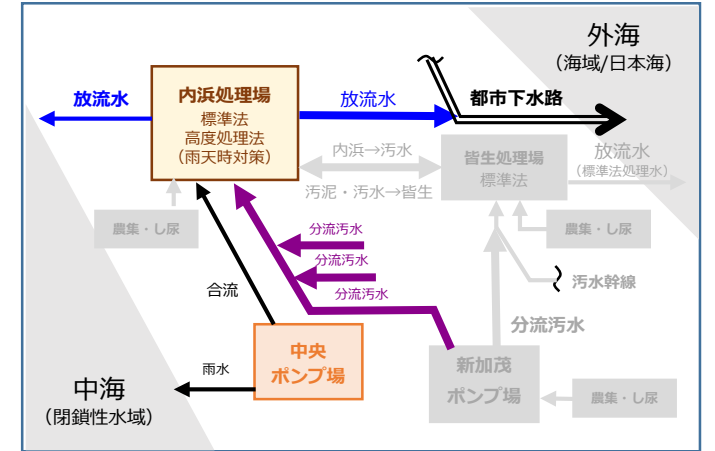 外海
（海域/日本海）
放流水
内浜処理場
標準法
高度処理法
（雨天時対策）
放流水
都市下水路
内浜→汚水
汚泥・汚水→皆生
皆生処理場
標準法
放流水
（標準法処理水）
農集・し尿
分流汚水
分流汚水
分流汚水
農集・し尿
合流
汚水幹線
分流汚水
中央
ポンプ場
雨水
新加茂
ポンプ場
農集・し尿
中海
（閉鎖性水域）